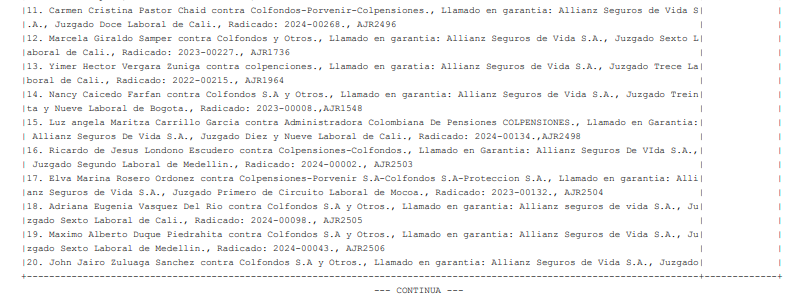 |11. Carmen Cristina Pastor Chaid contra Colfondos-Porvenir-Colpensiones., Llamado en garantia: Allianz Seguros de Vida S|
|.A., Juzgado Doce Laboral de Cali., Radicado: 2024-00268., AJR2496
|12. Marcela Giraldo Samper contra Colfondos y Otros., Llamado en garantia: Allianz Seguros de Vida S.A., Juzgado Sexto L|
|aboral de Cali., Radicado: 2023-00227., AJR1736
|13. Yimer Hector Vergara Zuniga contra colpenciones., Llamado en garatia: Allianz Seguros de Vida S.A., Juzgado Trece La|
|boral de Cali., Radicado: 2022-00215., AJR1964
|14. Nancy Caicedo Farfan contra Colfondos S.A y Otros., Llamado en garantia: Allianz Seguros de Vida S.A., Juzgado Trein|
|ta y Nueve Laboral de Bogota., Radicado: 2023-00008.,AJR1548
|15. Luz angela Maritza Carrillo Garcia contra Administradora Colombiana De Pensiones COLPENSIONES., Llamado en Garantia:|
| Allianz Seguros De Vida S.A., Juzgado Diez y Nueve Laboral de Cali., Radicado: 2024-00134.,AJR2498
|16. Ricardo de Jesus Londono Escudero contra Colpensiones-Colfondos., Llamado en Garantia: Allianz Seguros De VIda S.A.,|
| Juzgado Segundo Laboral de Medellin., Radicado: 2024-00002., AJR2503
|17. Elva Marina Rosero Ordonez contra Colpensiones-Porvenir S.A-Colfondos S.A-Proteccion S.A., Llamado en garantia: Alli|
|anz Seguros de Vida S.A., Juzgado Primero de Circuito Laboral de Mocoa., Radicado: 2023-00132., AJR2504
|18. Adriana Eugenia Vasquez Del Rio contra Colfondos S.A y Otros., Llamado en garantia: Allianz seguros de vida S.A., Ju|
|zgado Sexto Laboral de Cali., Radicado: 2024-00098., AJR2505
|19. Maximo Alberto Duque Piedrahita contra Colfondos S.A y Otros., Llamado en garantia: Allianz Seguros de Vida S.A., Ju|
|zgado Sexto Laboral de Medellin., Radicado: 2024-00043., AJR2506
|20. John Jairo Zuluaga Sanchez contra Colfondos S.A y Otros., Llamado en garantia: Allianz Seguros de Vida S.A., Juzgado|
--- CONTINUA ---